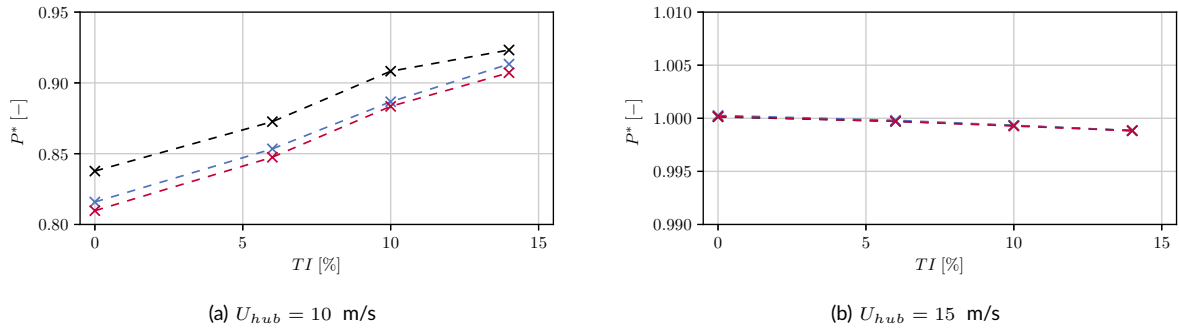 0.95
0.90
0.85
0.80
P* [−]
0 5 10 15
TI [%]
(a) U_hub = 10 m/s
1.010
1.005
1.000
0.995
0.990
P* [−]
0 5 10 15
TI [%]
(b) U_hub = 15 m/s